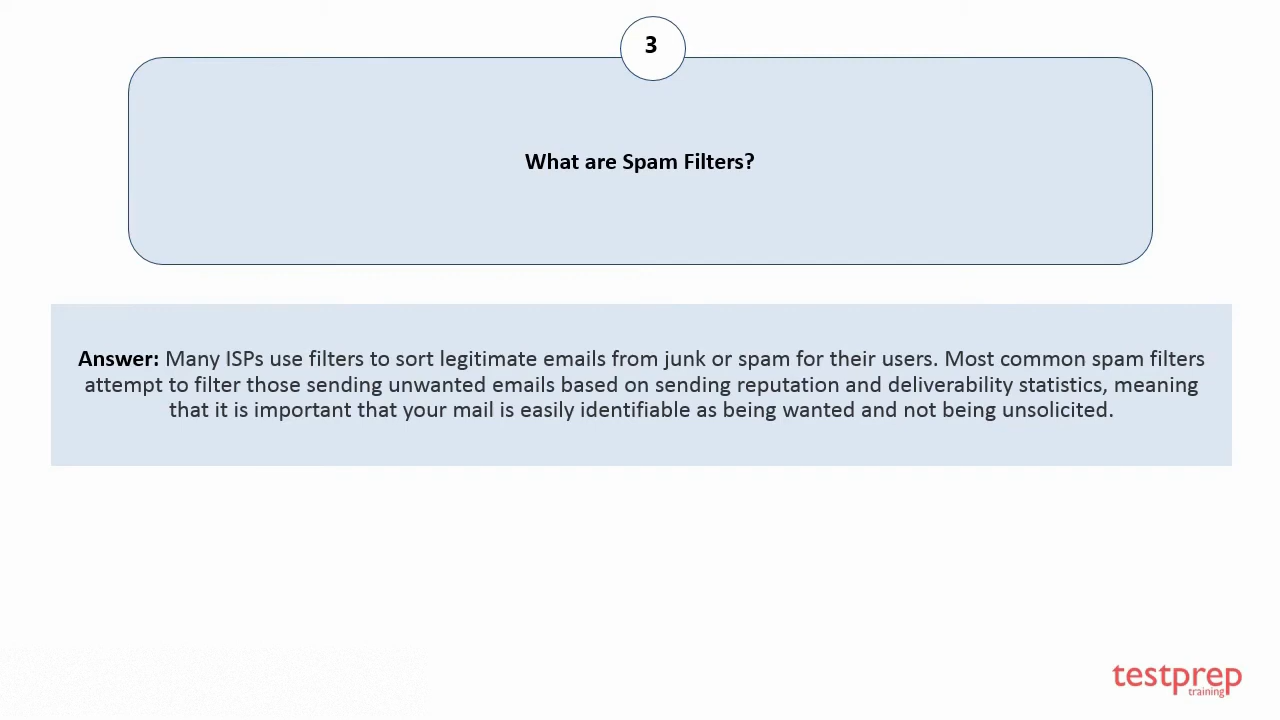 3
What are Spam Filters?
Answer: Many ISPs use filters to sort legitimate emails from junk or spam for their users. Most common spam filters
attempt to filter those sending unwanted emails based on sending reputation and deliverability statistics, meaning
that it is important that your mail is easily identifiable as being wanted and not being unsolicited.
testprep
training